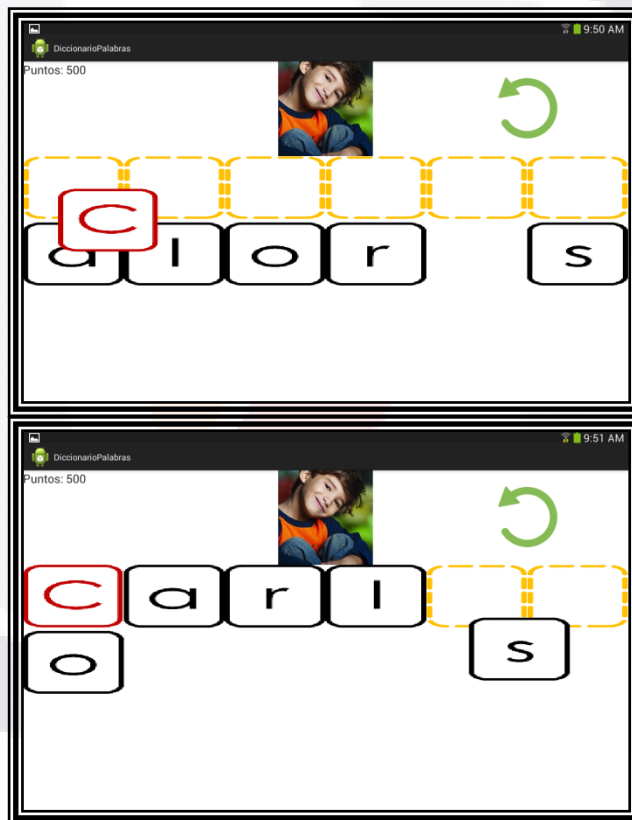 9:50 AM
DiccionarioPalabras
Puntos: 500
C
a l o r s
9:51 AM
DiccionarioPalabras
Puntos: 500
C a r l
o s